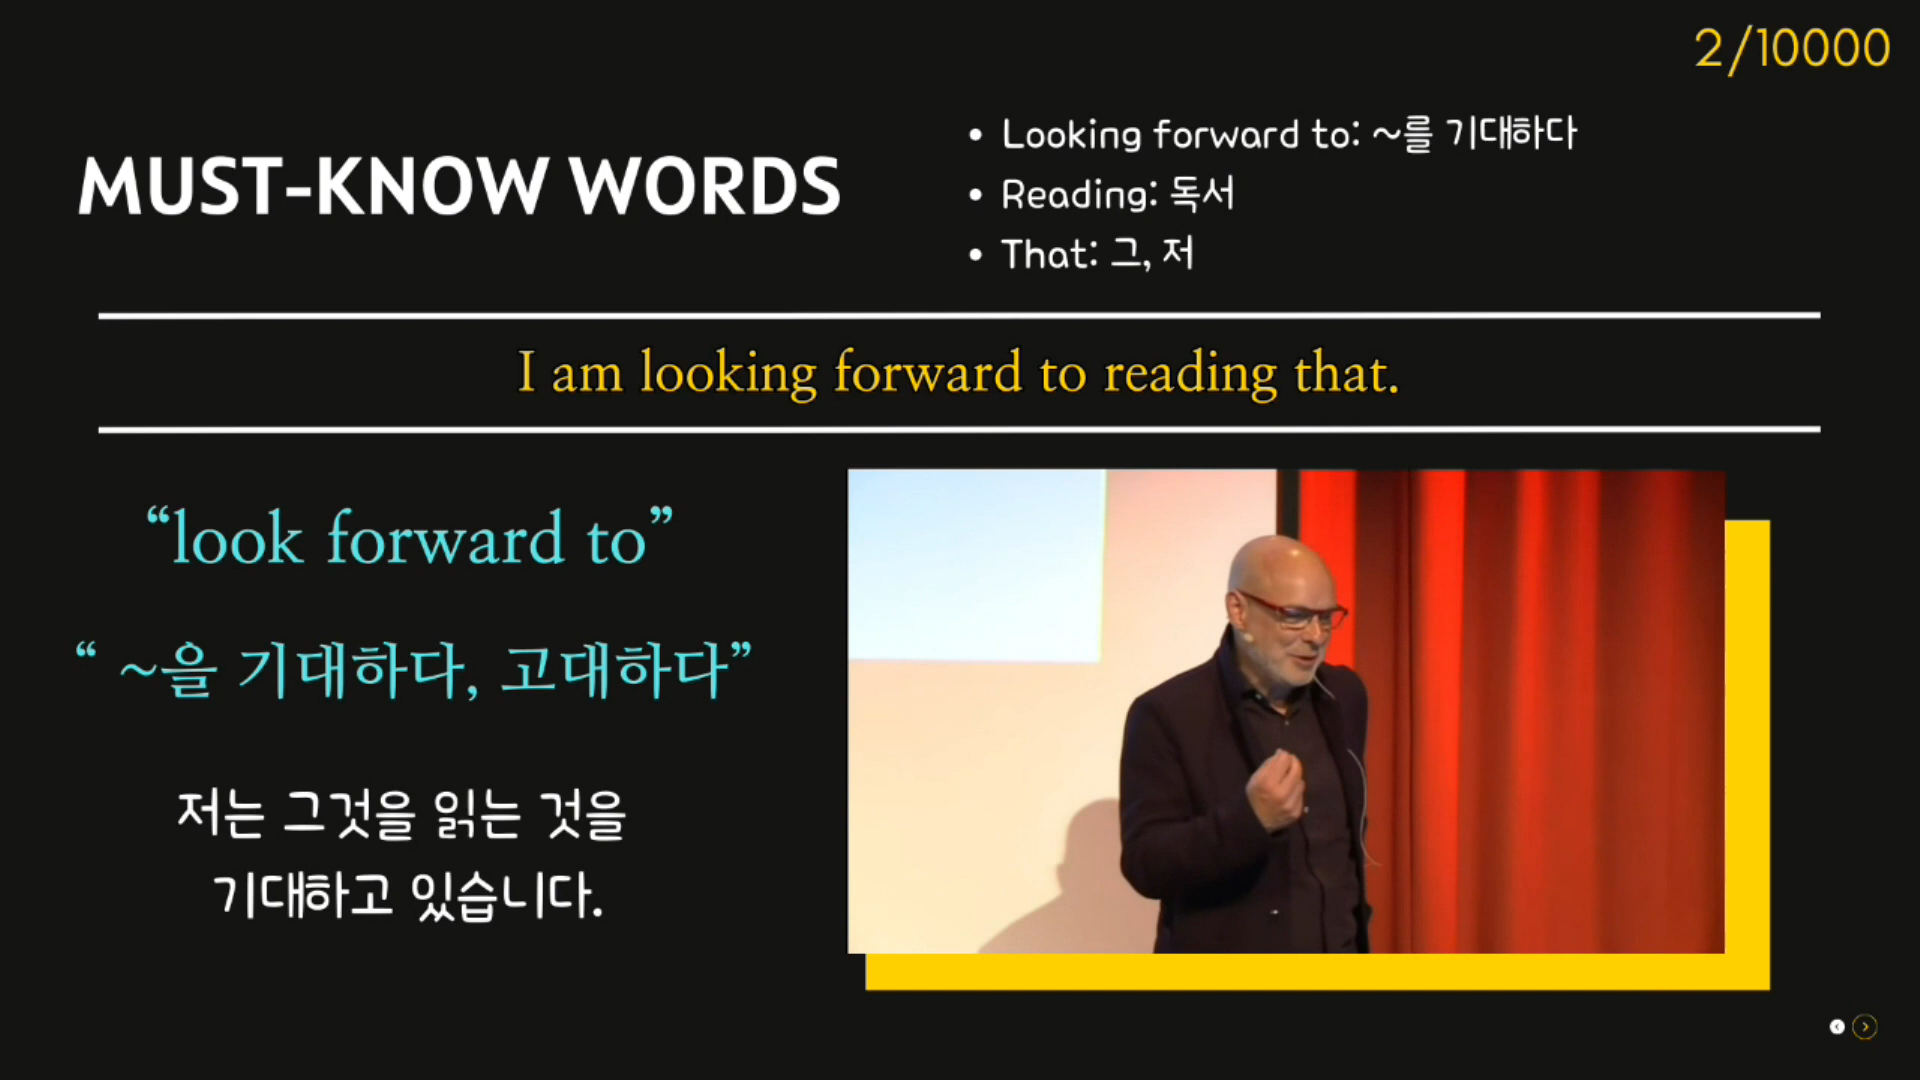 2/10000
MUST-KNOW WORDS
• Looking forward to: ~를 기대하다
• Reading: 독서
• That: 그, 저
I am looking forward to reading that.
“look forward to”
“ ~을 기대하다, 고대하다”
저는 그것을 읽는 것을
기대하고 있습니다.